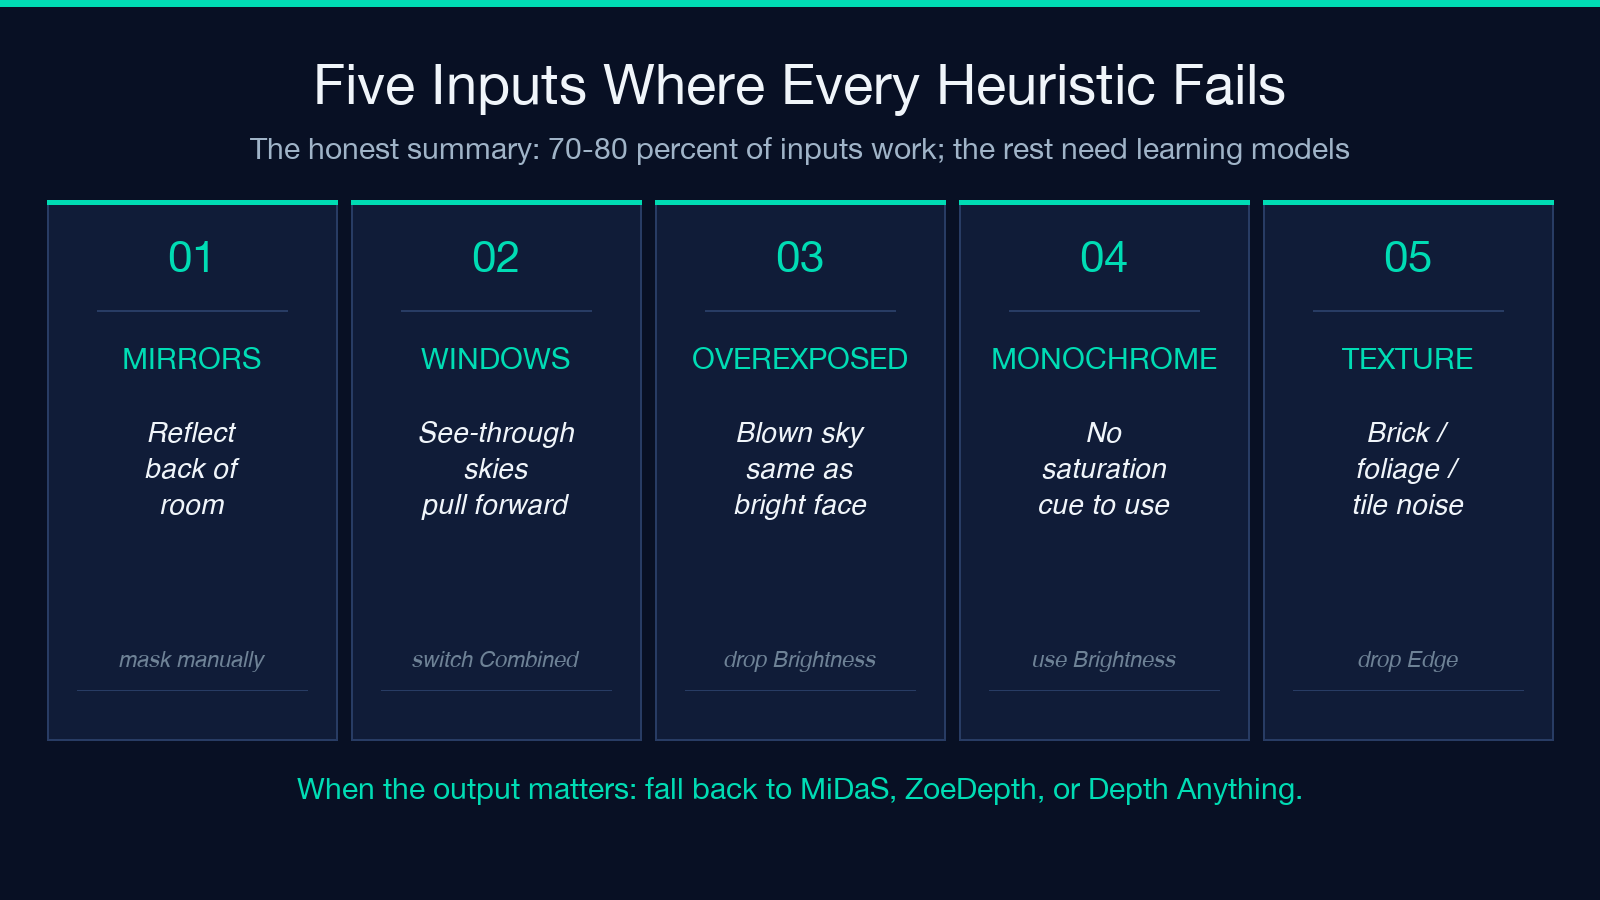 Five Inputs Where Every Heuristic Fails
The honest summary: 70-80 percent of inputs work; the rest need learning models
01
MIRRORS
Reflect
back of
room
mask manually
02
WINDOWS
See-through
skies
pull forward
switch Combined
03
OVEREXPOSED
Blown sky
same as
bright face
drop Brightness
04
MONOCHROME
No
saturation
cue to use
use Brightness
05
TEXTURE
Brick /
foliage /
tile noise
drop Edge
When the output matters: fall back to MiDaS, ZoeDepth, or Depth Anything.